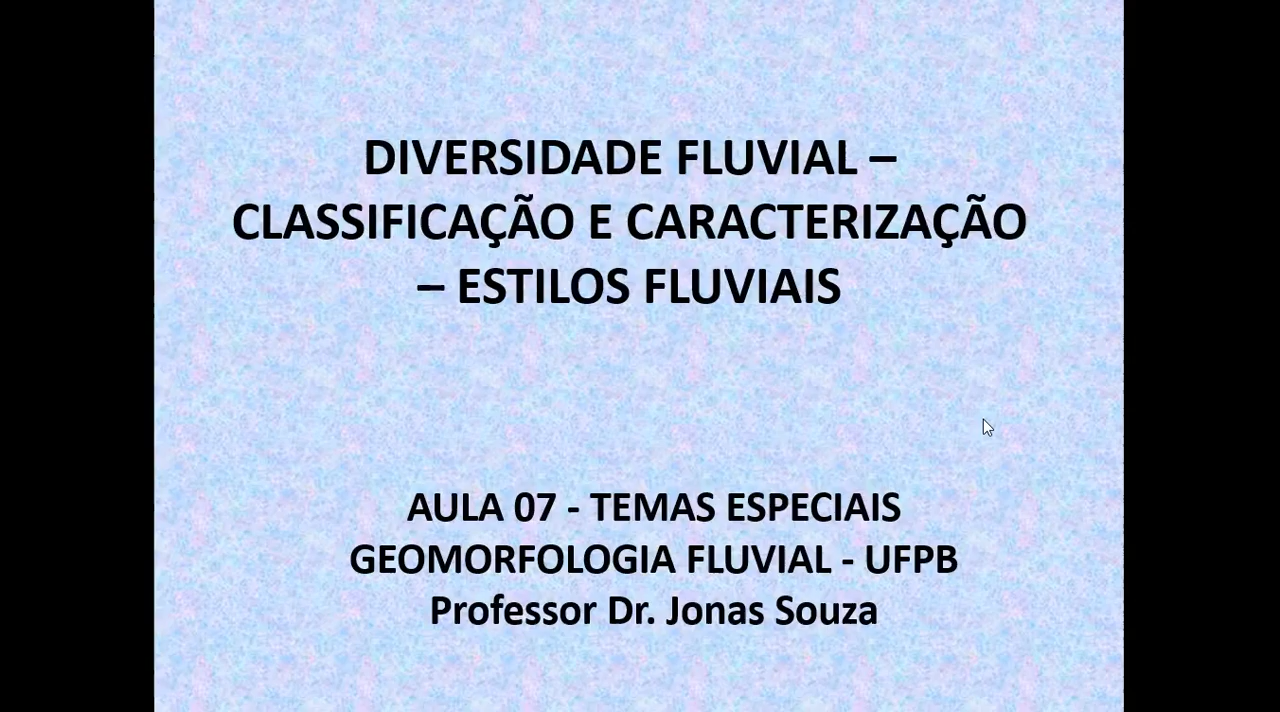 DIVERSIDADE FLUVIAL –
CLASSIFICAÇÃO E CARACTERIZAÇÃO
– ESTILOS FLUVIAIS
AULA 07 - TEMAS ESPECIAIS
GEOMORFOLOGIA FLUVIAL - UFPB
Professor Dr. Jonas Souza